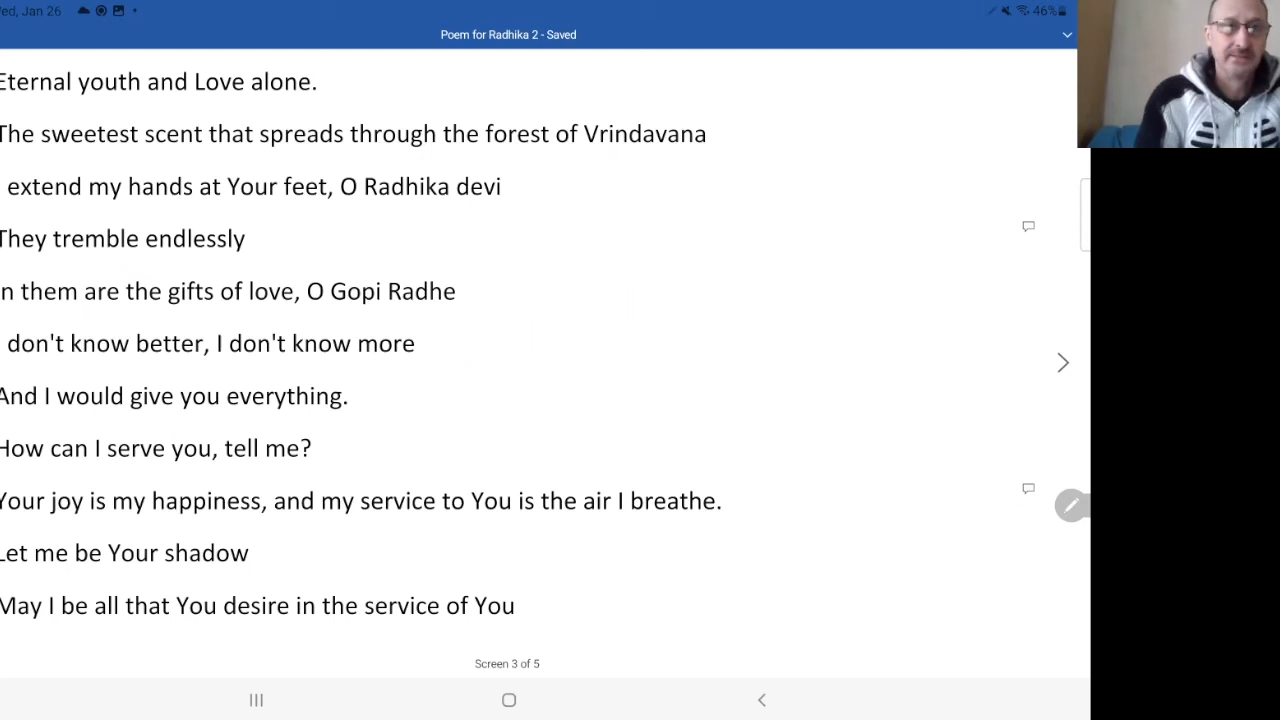 ed, Jan 26
46%
Poem for Radhika 2 - Saved
Eternal youth and Love alone.
The sweetest scent that spreads through the forest of Vrindavana
extend my hands at Your feet, O Radhika devi
They tremble endlessly
n them are the gifts of love, O Gopi Radhe
don't know better, I don't know more
And I would give you everything.
How can I serve you, tell me?
Your joy is my happiness, and my service to You is the air I breathe.
Let me be Your shadow
May I be all that You desire in the service of You
Screen 3 of 5